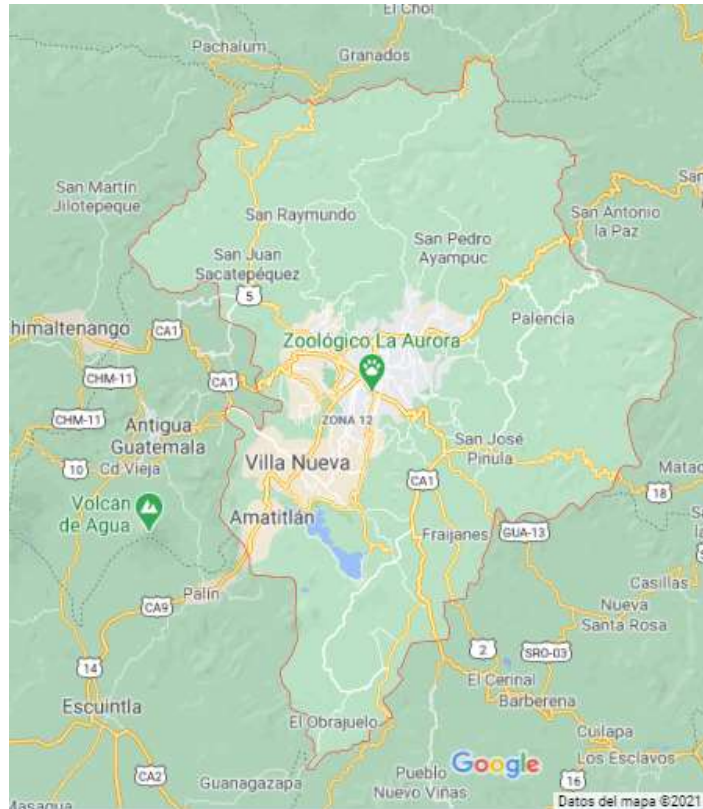 El Chol
Pachalum
Granados
San Martín
Jilotepeque
San Raymundo
San Antonio
la Paz
San Pedro
Ayampuc
San Juan
Sacatepéquez
5
Palencia
himaltenango
CA1
Zoológico La Aurora
CHM-11
CA1
CHM-11
ZONA 12
Antigua
Guatemala
San José
Pinula
10
Cd Vieja
Villa Nueva
CA1
Matac
18
Volcán
de Agua
Amatitlán
Fraijanes
GUA-13
Casillas
Palín
CA9
Nueva
Santa Rosa
2
SRO-03
14
El Cerinal
Barberena
Escuintla
El Obrajuelo
Cuilapa
Los Esclavos
CA2
Guanagazapa
Pueblo
Nuevo Viñas
Google
16
Masagua
Datos del mapa ©2021